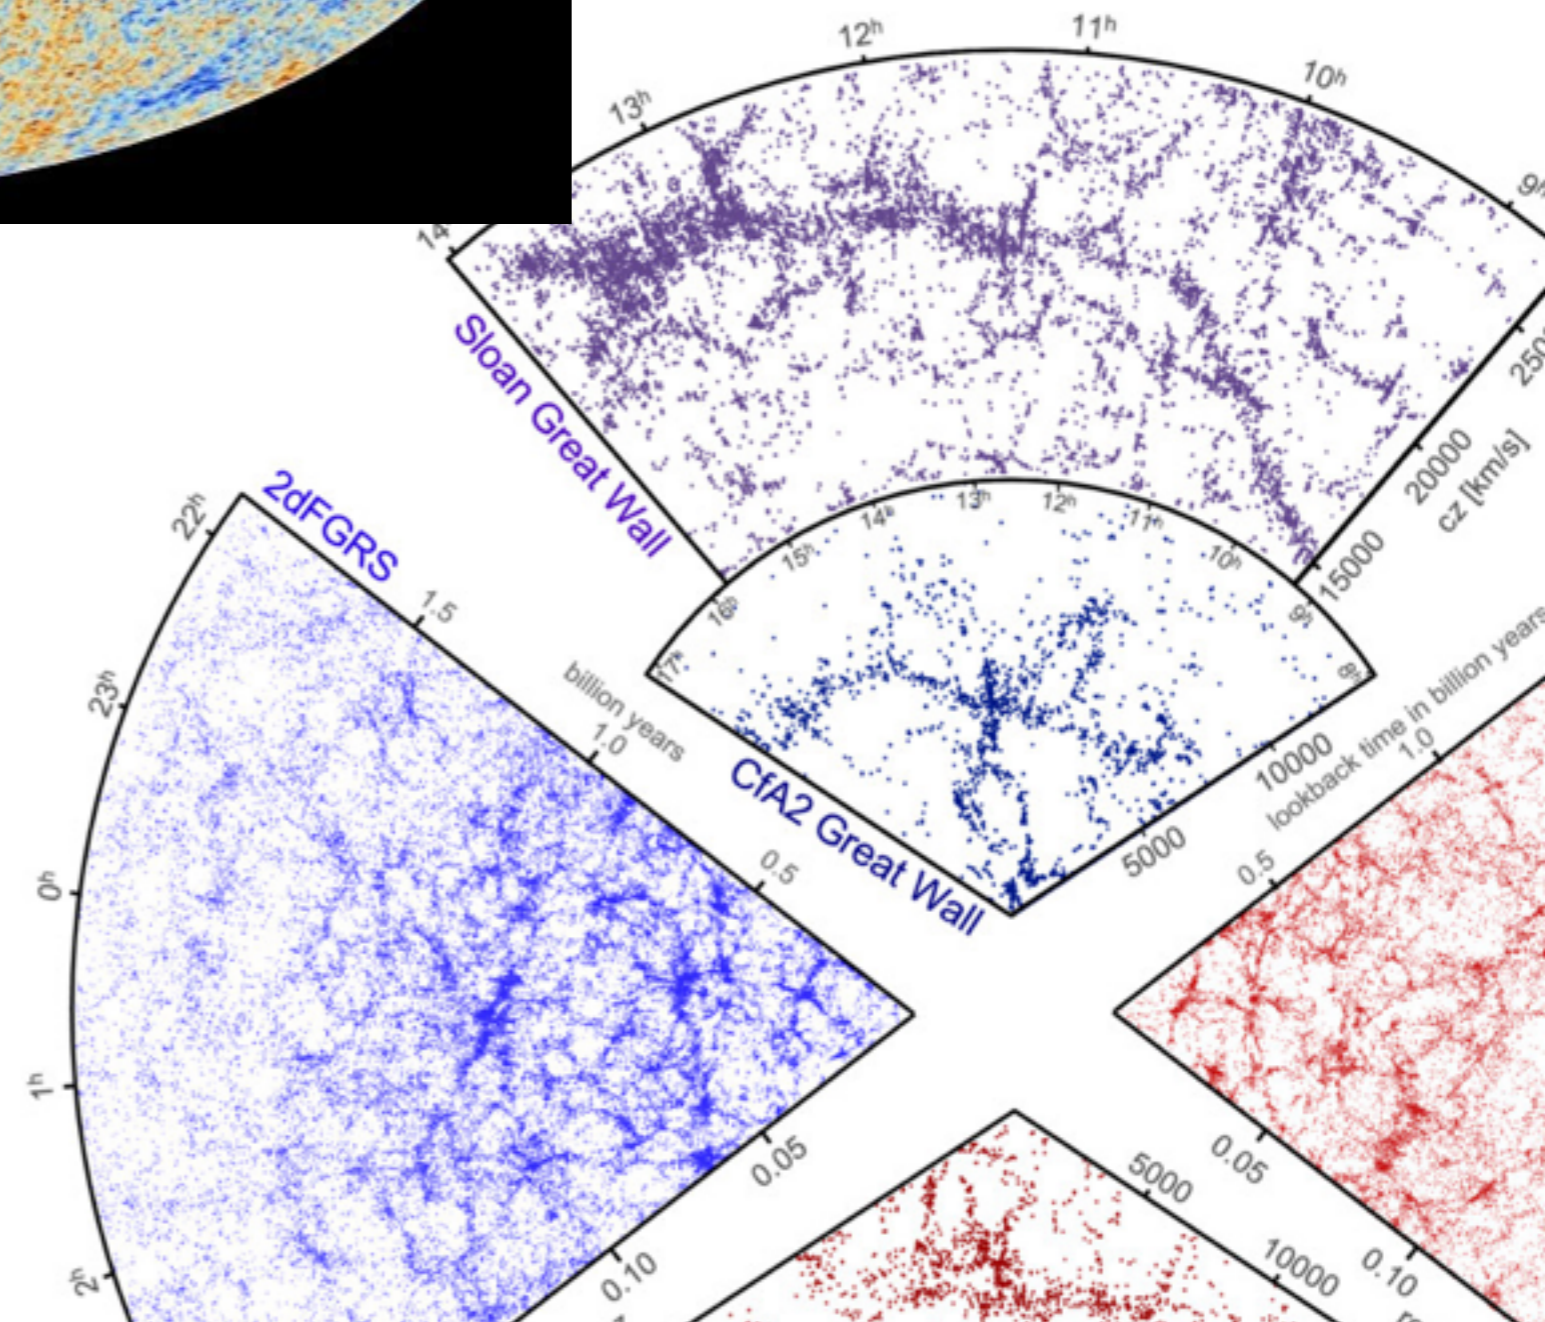 14
13ʰ
12ʰ
11ʰ
10ʰ
9ʰ
Sloan Great Wall
15000
20000
cz [km/s]
17ʰ
16ʰ
15ʰ
14ʰ
13ʰ
12ʰ
11ʰ
10ʰ
9ʰ
8ʰ
CfA2 Great Wall
5000
10000
2dFGRS
22ʰ
23ʰ
0ʰ
1ʰ
2ʰ
1.5
1.0
0.5
billion years
0.05
0.10
lookback time in billion years
1.0
0.5
0.05
0.10
5000
10000